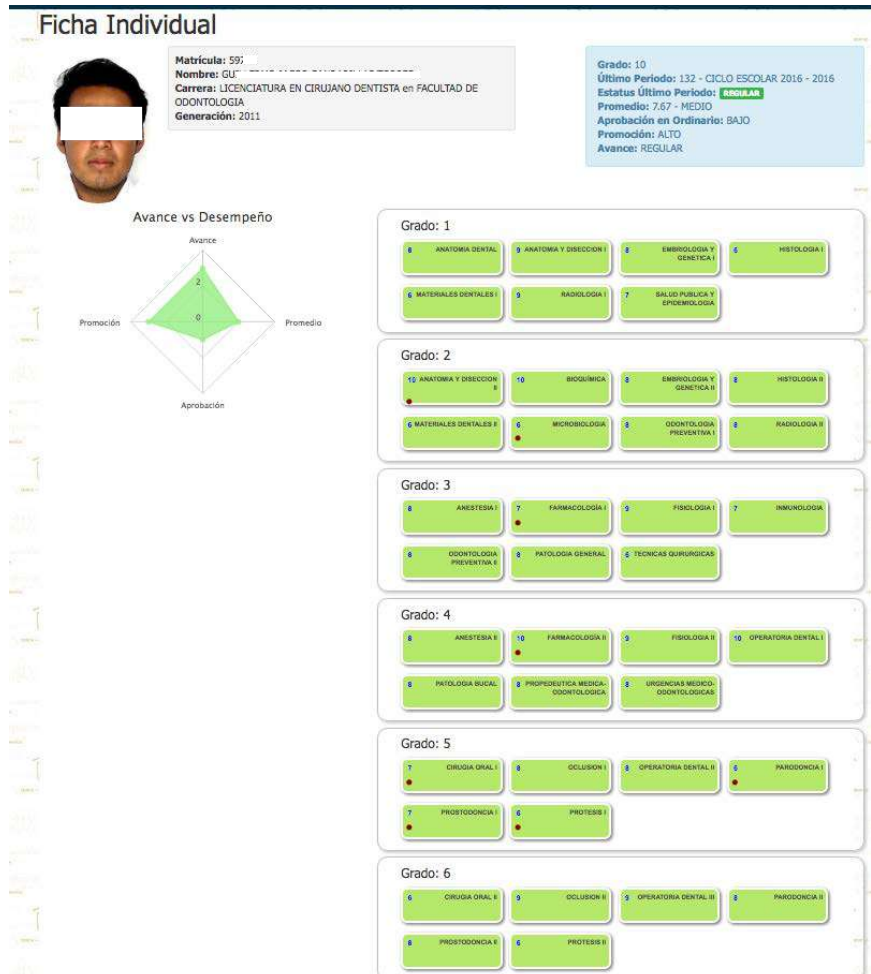 Ficha Individual
Matrícula: 597
Nombre: GU
Carrera: LICENCIATURA EN CIRUJANO DENTISTA en FACULTAD DE
ODONTOLOGIA
Generación: 2011
Grado: 10
Último Periodo: 132 - CICLO ESCOLAR 2016 - 2016
Estatus Último Periodo: REGULAR
Promedio: 7.67 - MEDIO
Aprobación en Ordinario: BAJO
Promoción: ALTO
Avance: REGULAR
Avance vs Desempeño
Avance
2
0
Promoción
Promedio
Aprobación
Grado: 1
ANATOMIA DENTAL
9 ANATOMIA Y DISECCION I
8 EMBRIOLOGIA Y
GENETICA I
6 HISTOLOGIA I
6 MATERIALES DENTALES I
9 RADIOLOGIA I
7 SALUD PUBLICA Y
EPIDEMIOLOGIA
Grado: 2
10 ANATOMIA Y DISECCION
II
10 BIOQUÍMICA
8 EMBRIOLOGIA Y
GENETICA II
8 HISTOLOGIA II
6 MATERIALES DENTALES II
6 MICROBIOLOGIA
8 ODONTOLOGIA
PREVENTIVA I
8 RADIOLOGIA II
Grado: 3
ANESTESIA I
7 FARMACOLOGÍA I
9 FISIOLOGIA I
7 INMUNOLOGIA
ODONTOLOGIA
PREVENTIVA II
8 PATOLOGIA GENERAL
TECNICAS QUIRURGICAS
Grado: 4
8 ANESTESIA II
10 FARMACOLOGÍA II
9 FISIOLOGIA II
10 OPERATORIA DENTAL I
PATOLOGIA BUCAL
8 PROPEDEUTICA MEDICA-
ODONTOLOGICA
8 URGENCIAS MEDICO-
ODONTOLOGICAS
Grado: 5
7 CIRUGIA ORAL I
8 OCLUSION I
8 OPERATORIA DENTAL II
6 PARODONCIA I
7 PROSTODONCIA I
6 PROTESIS I
Grado: 6
6 CIRUGIA ORAL II
9 OCLUSION II
9 OPERATORIA DENTAL III
8 PARODONCIA II
8 PROSTODONCIA II
6 PROTESIS II